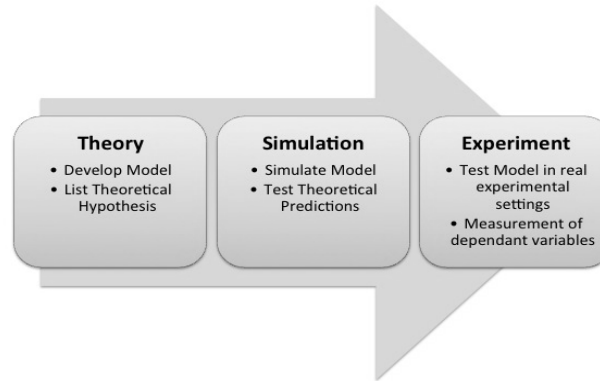 Theory
• Develop Model
• List Theoretical
Hypothesis
Simulation
• Simulate Model
• Test Theoretical
Predictions
Experiment
• Test Model in real
experimental
settings
• Measurement of
dependant variables